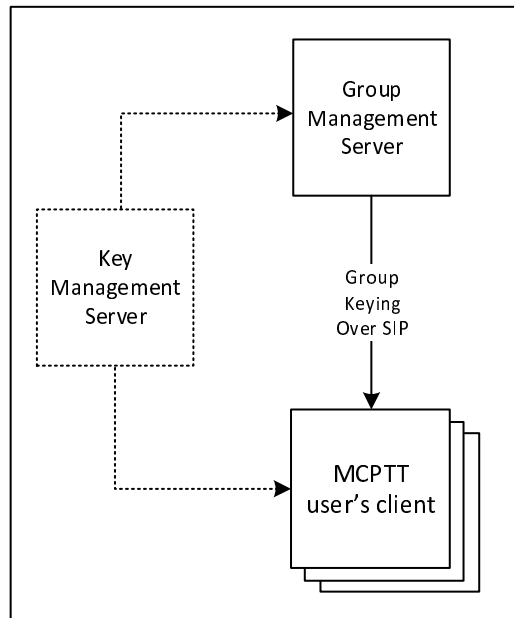 Group
Management
Server
Key
Management
Server
Group
Keying
Over SIP
MCPTT
user's client